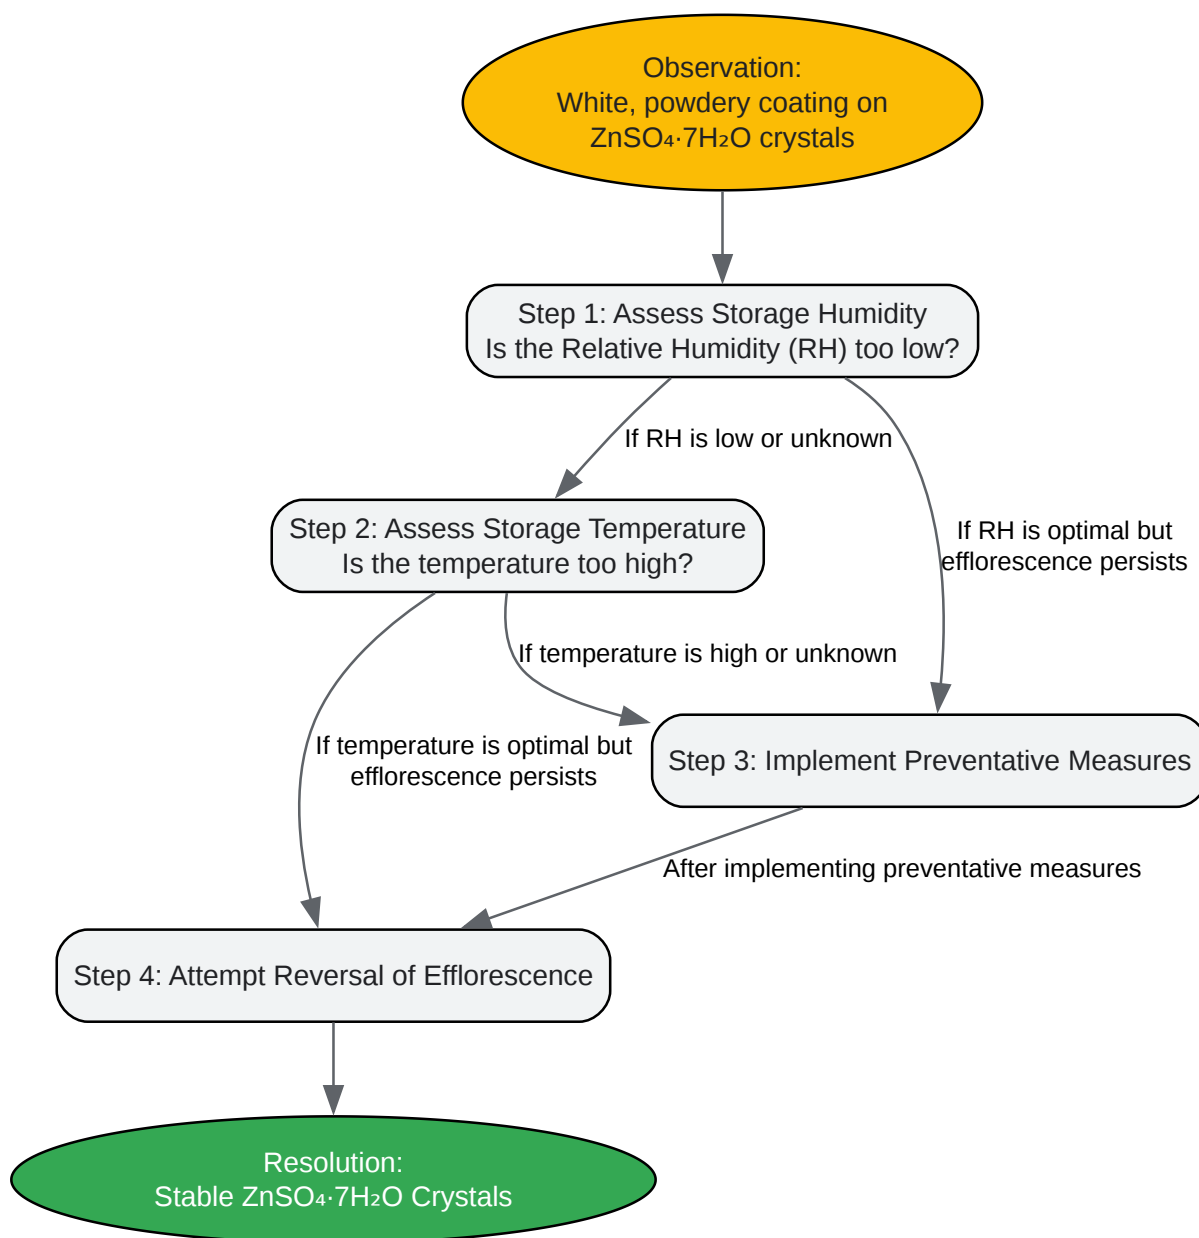 Observation:
White, powdery coating on
ZnSO₄·7H₂O crystals
Step 1: Assess Storage Humidity
Is the Relative Humidity (RH) too low?
If RH is low or unknown
Step 2: Assess Storage Temperature
Is the temperature too high?
If RH is optimal but
efflorescence persists
If temperature is high or unknown
If temperature is optimal but
efflorescence persists
Step 3: Implement Preventative Measures
After implementing preventative measures
Step 4: Attempt Reversal of Efflorescence
Resolution:
Stable ZnSO₄·7H₂O Crystals